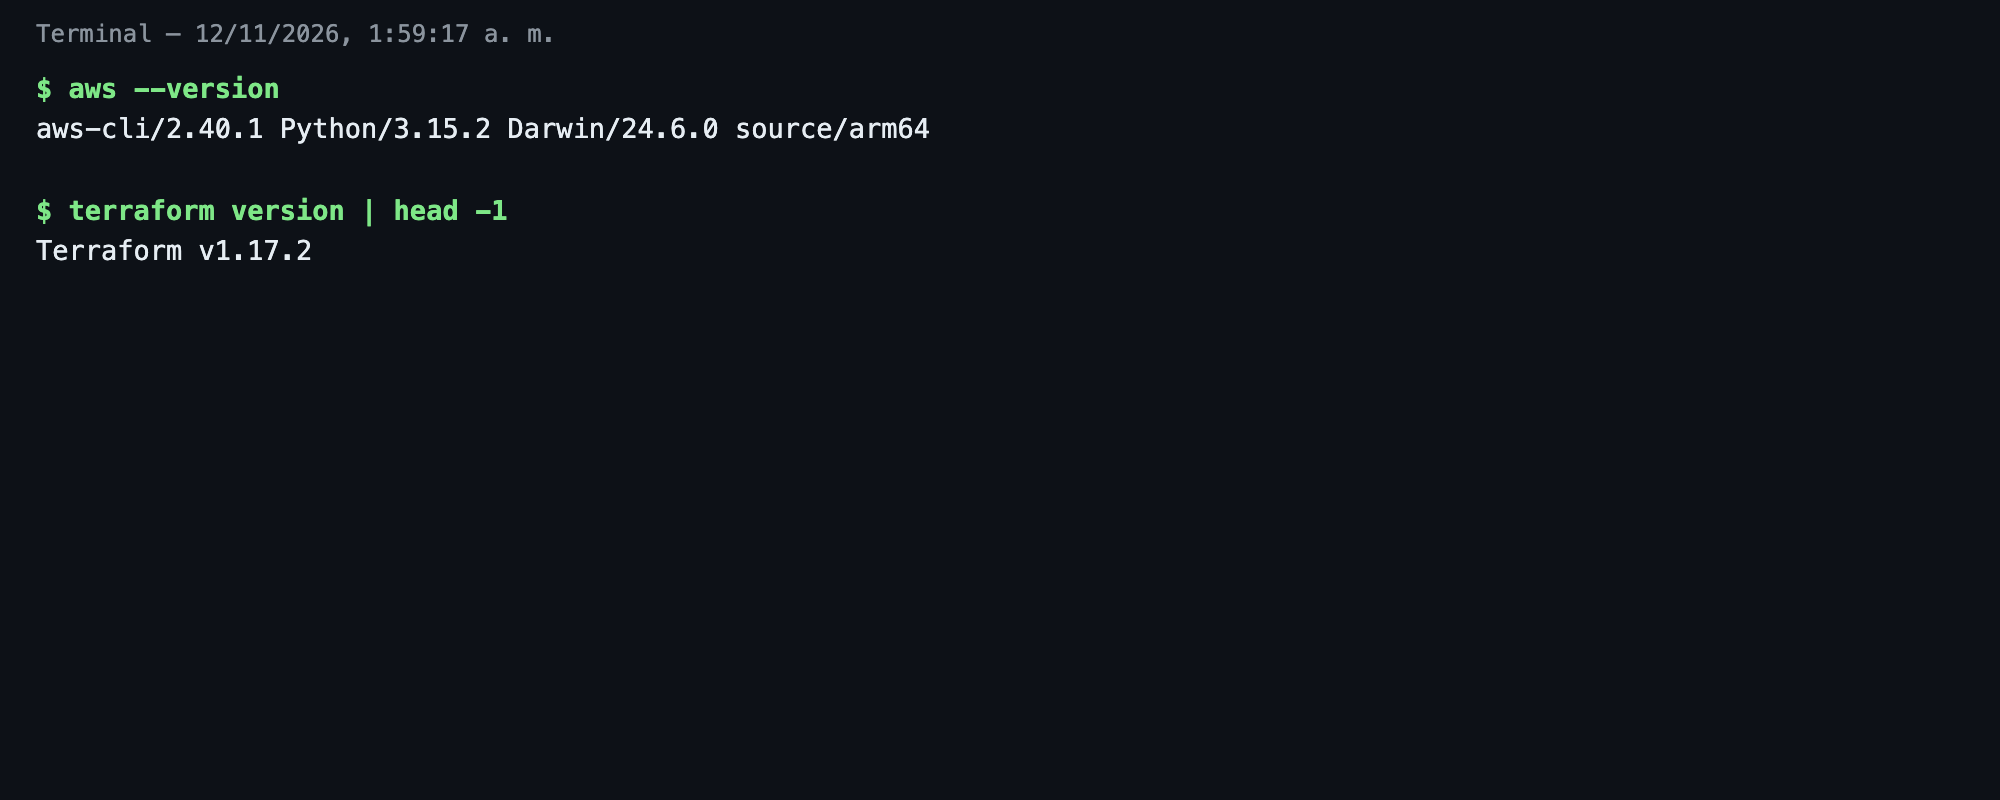 Terminal — 12/11/2026, 1:59:17 a. m.
$ aws --version
aws-cli/2.40.1 Python/3.15.2 Darwin/24.6.0 source/arm64
$ terraform version | head -1
Terraform v1.17.2